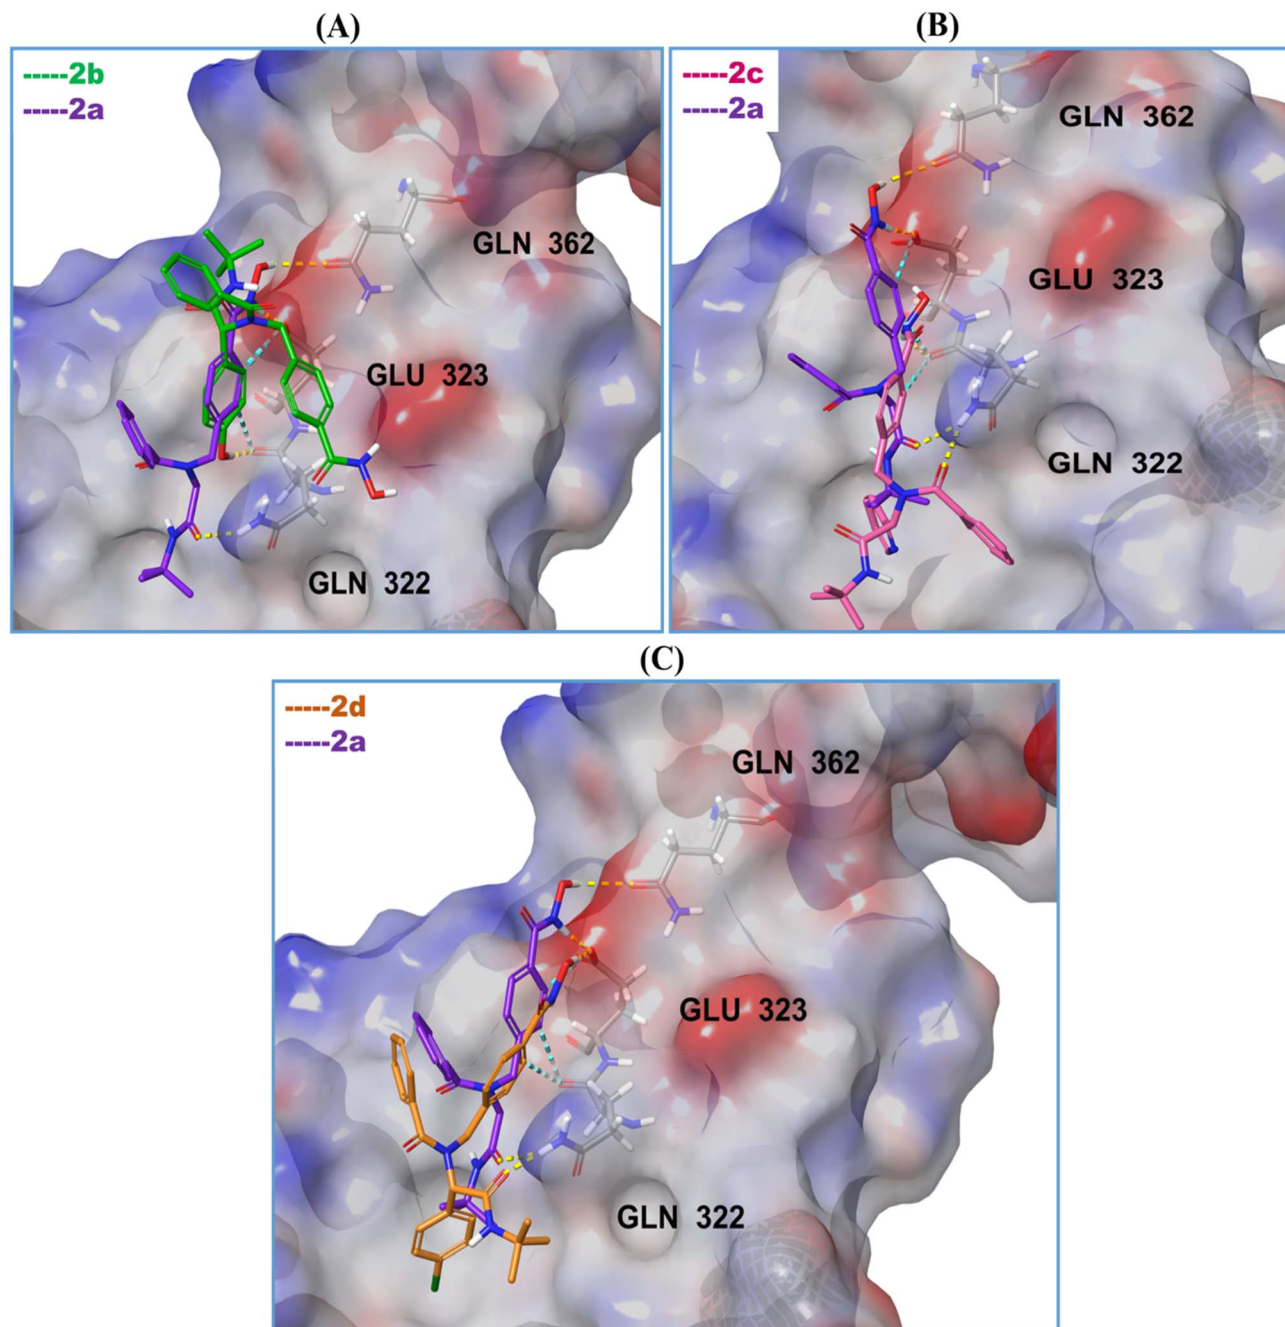 (A)
-----2b
-----2a
GLN 362
GLU 323
GLN 322
(B)
-----2c
-----2a
GLN 362
GLU 323
GLN 322
(C)
-----2d
-----2a
GLN 362
GLU 323
GLN 322